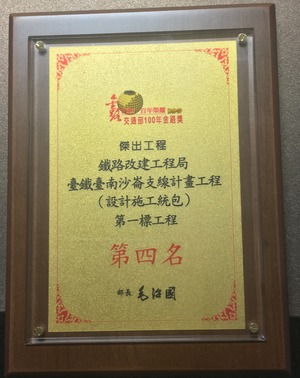 百年榮耀
交通部100年金路獎
傑出工程
鐵路改建工程局
臺鐵臺南沙崙支線計畫工程
（設計施工統包）
第一標工程
第四名
部長 毛治國